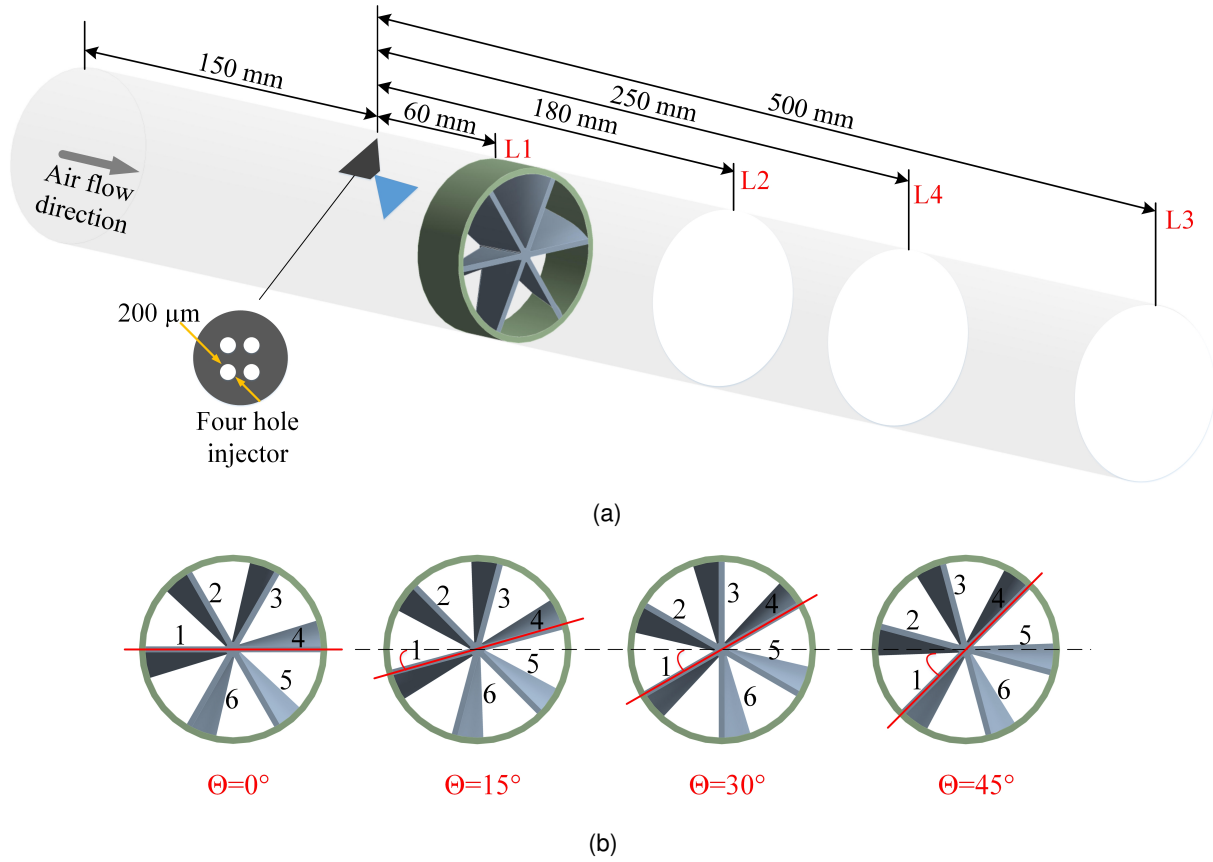 500 mm
250 mm
180 mm
150 mm
60 mm
L1
L2
L4
L3
Air flow
direction
200 µm
Four hole
injector
(a)
1 2 3 4 5 6
1 2 3 4 5 6
1 2 3 4 5 6
1 2 3 4 5 6
Θ=0°
Θ=15°
Θ=30°
Θ=45°
(b)